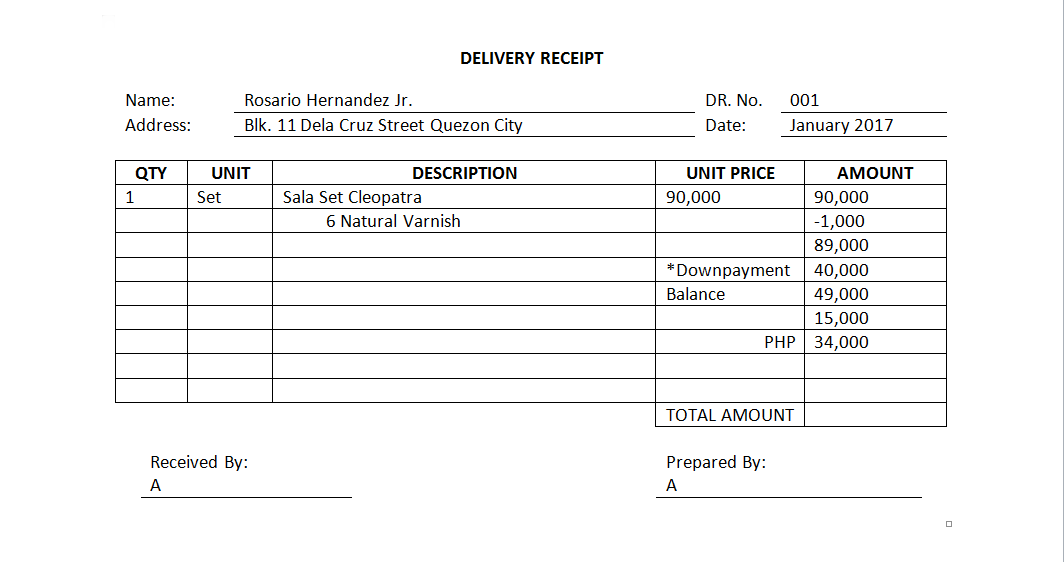 DELIVERY RECEIPT
Name: Rosario Hernandez Jr. DR. No. 001
Address: Blk. 11 Dela Cruz Street Quezon City Date: January 2017
QTY UNIT DESCRIPTION UNIT PRICE AMOUNT
1 Set Sala Set Cleopatra 90,000 90,000
6 Natural Varnish -1,000
89,000
*Downpayment 40,000
Balance 49,000
15,000
PHP 34,000
TOTAL AMOUNT
Received By: Prepared By:
A A